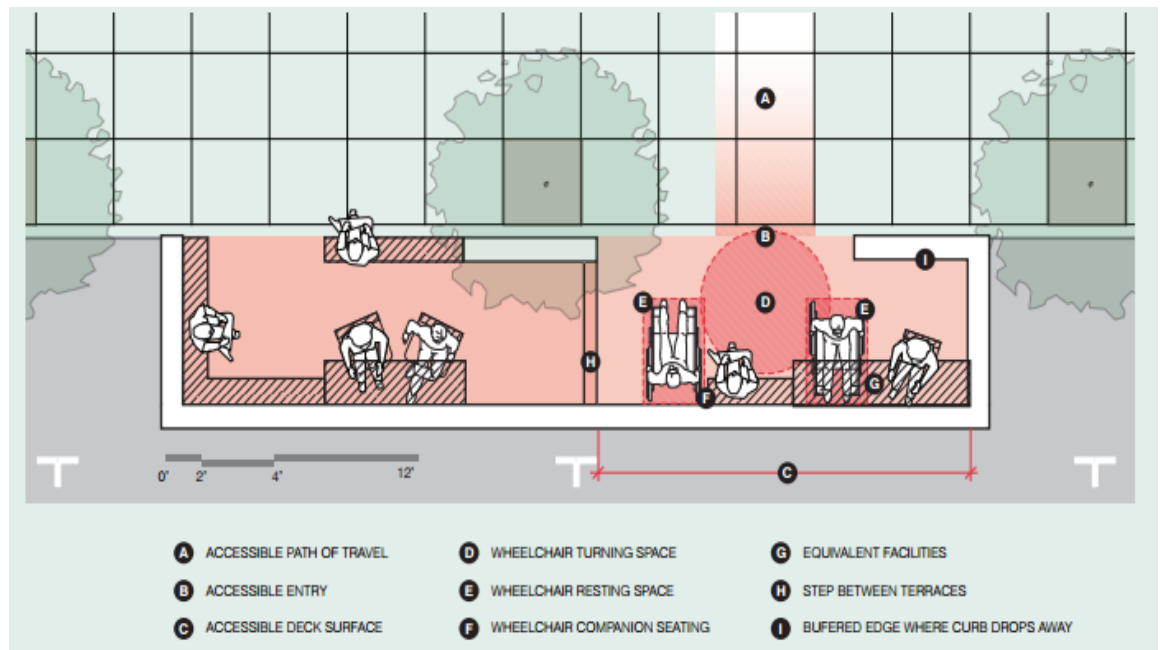 A
B
I
E
D
E
H
G
F
0' 2' 4' 12'
C
A ACCESSIBLE PATH OF TRAVEL
B ACCESSIBLE ENTRY
C ACCESSIBLE DECK SURFACE
D WHEELCHAIR TURNING SPACE
E WHEELCHAIR RESTING SPACE
F WHEELCHAIR COMPANION SEATING
G EQUIVALENT FACILITIES
H STEP BETWEEN TERRACES
I BUFERED EDGE WHERE CURB DROPS AWAY